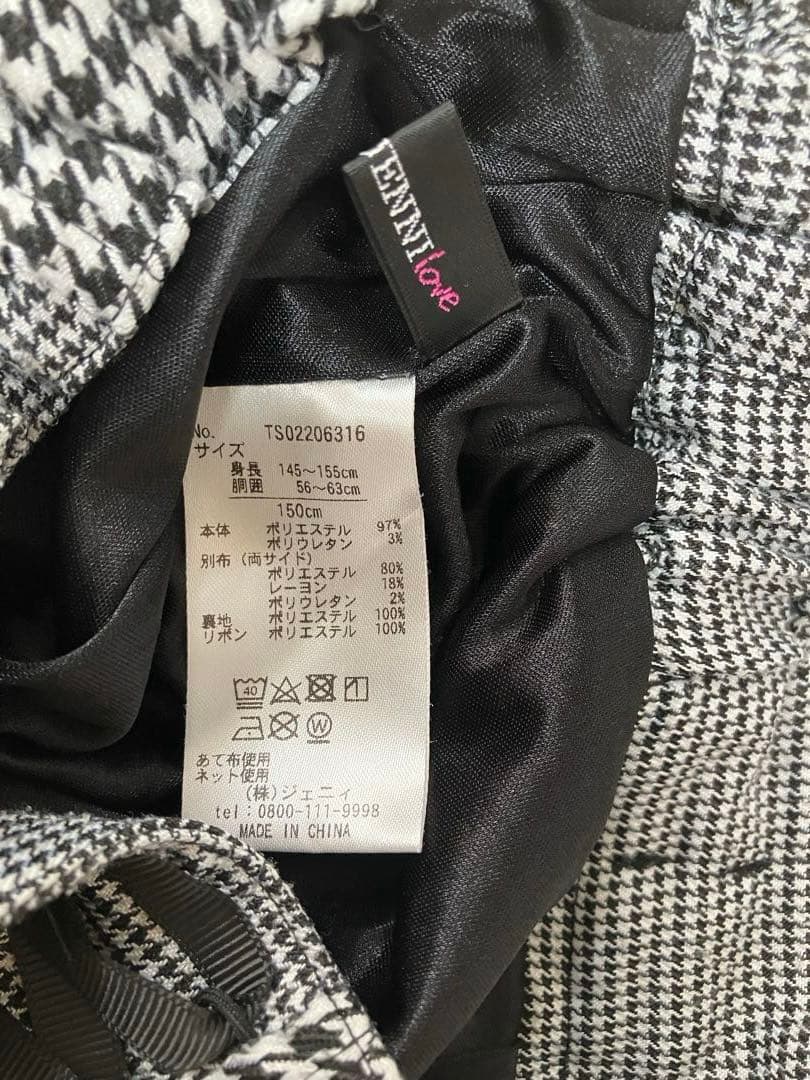 JENNI love
No. TS02206316
サイズ
身長 145～155cm
胴囲 56～63cm
150cm
本体 ポリエステル 97%
ポリウレタン 3%
別布(両サイド)
ポリエステル 80%
レーヨン 18%
ポリウレタン 2%
裏地 ポリエステル 100%
リボン ポリエステル 100%
40
W
あて布使用
ネット使用
(株)ジェニィ
tel：0800-111-9998
MADE IN CHINA